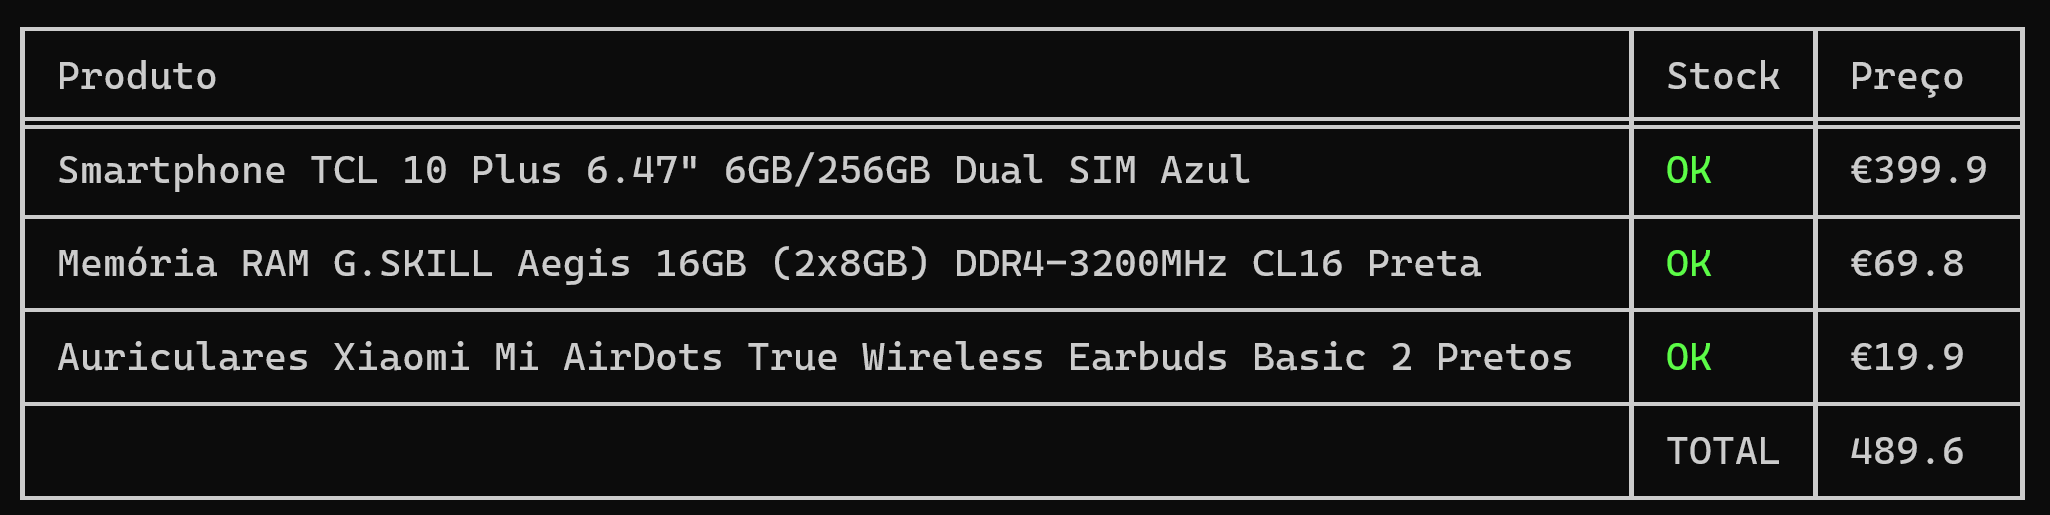 Produto Stock Preço
Smartphone TCL 10 Plus 6.47" 6GB/256GB Dual SIM Azul OK €399.9
Memória RAM G.SKILL Aegis 16GB (2x8GB) DDR4-3200MHz CL16 Preta OK €69.8
Auriculares Xiaomi Mi AirDots True Wireless Earbuds Basic 2 Pretos OK €19.9
TOTAL 489.6